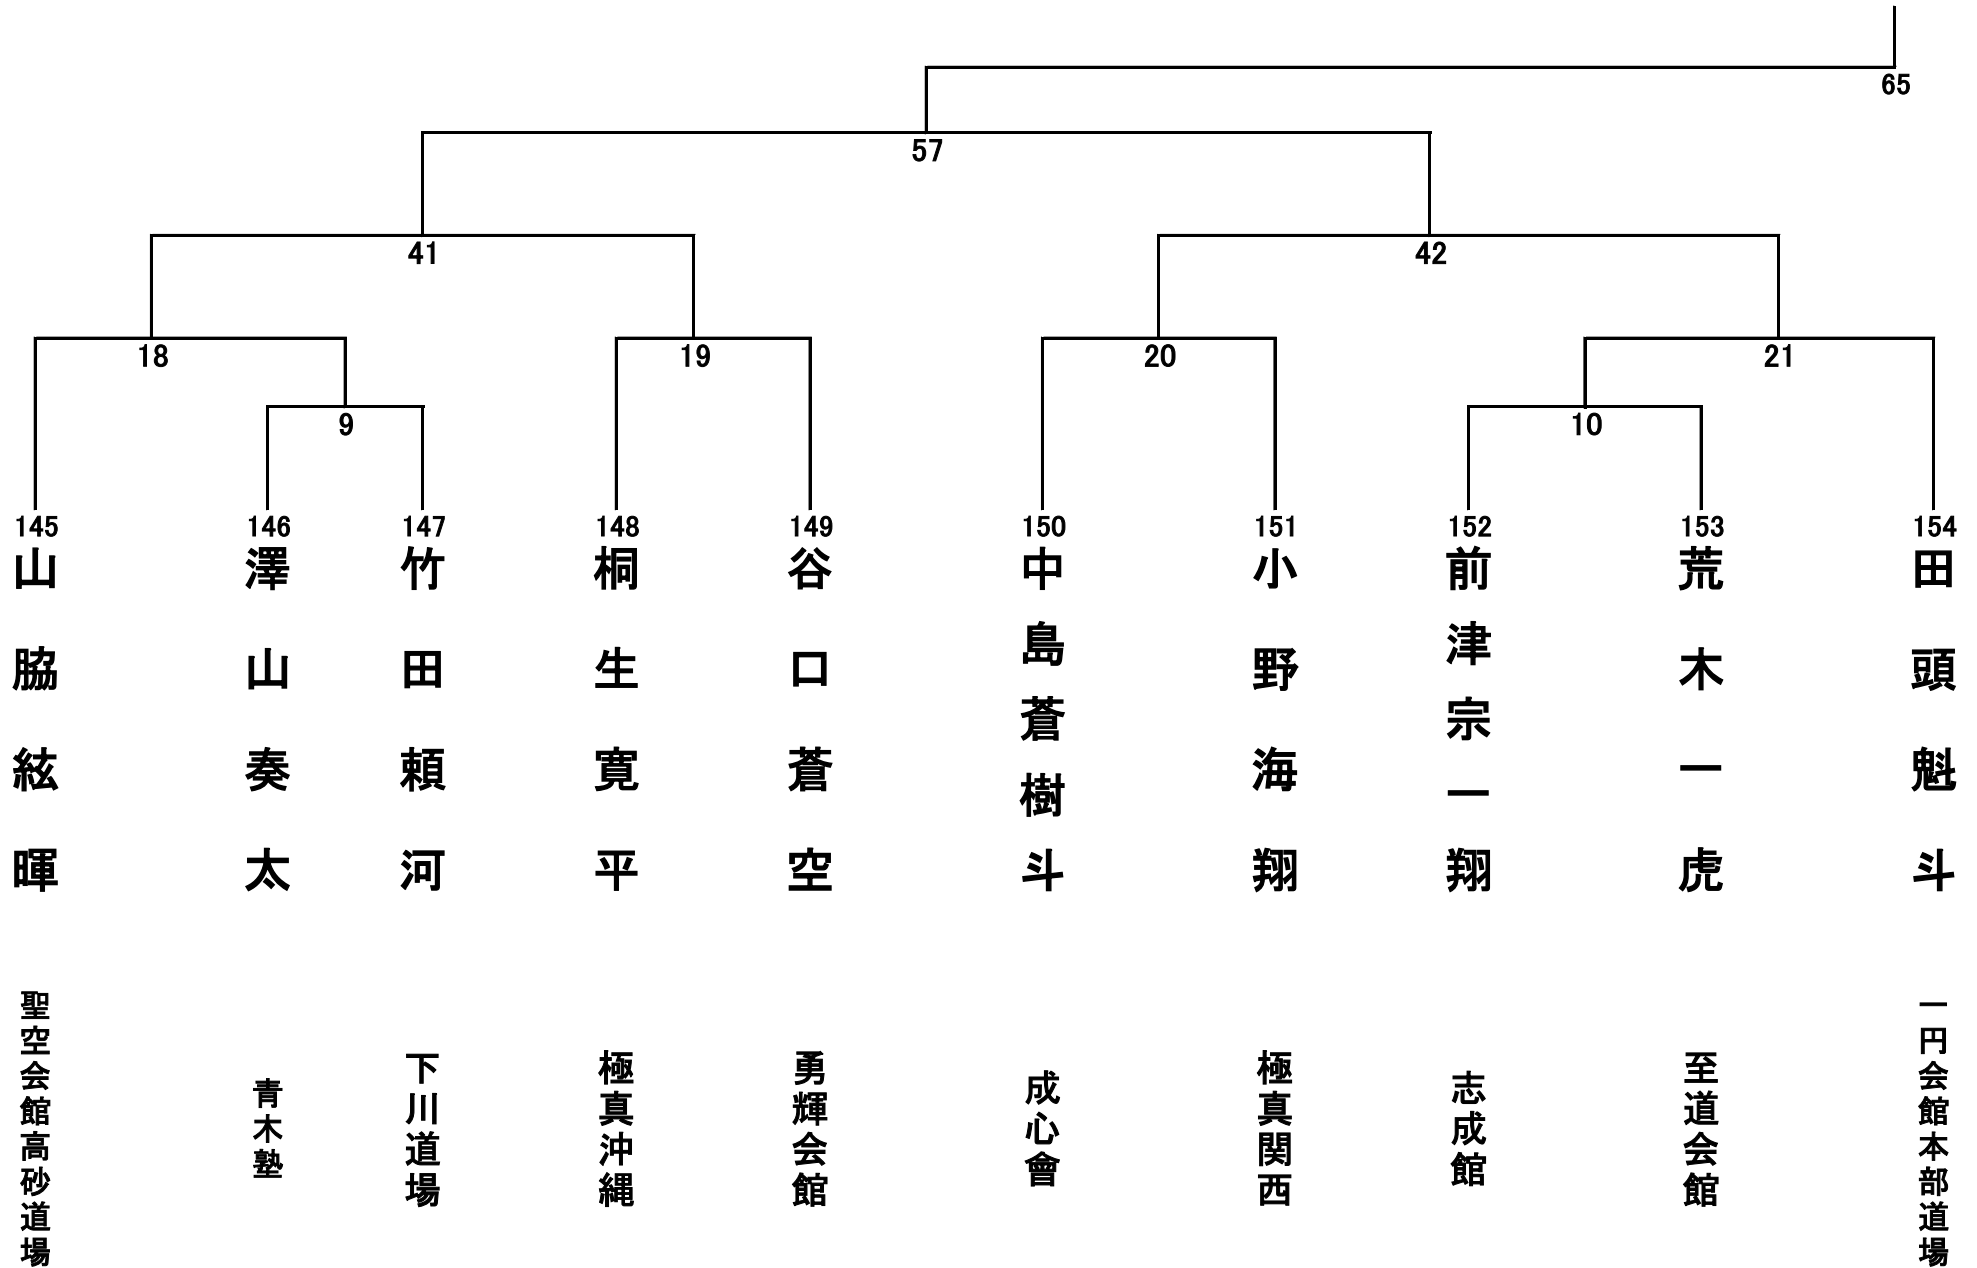 65
57
41
42
18
19
20
21
9
10
145
146
147
148
149
150
151
152
153
154
山脇絃暉
澤山奏太
竹田頼河
桐生寛平
谷口蒼空
中島蒼樹斗
小野海翔
前津宗一翔
荒木一虎
田頭魁斗
聖空会館高砂道場
青木塾
下川道場
極真沖縄
勇輝会館
成心會
極真関西
志成館
至道会館
一円会館本部道場